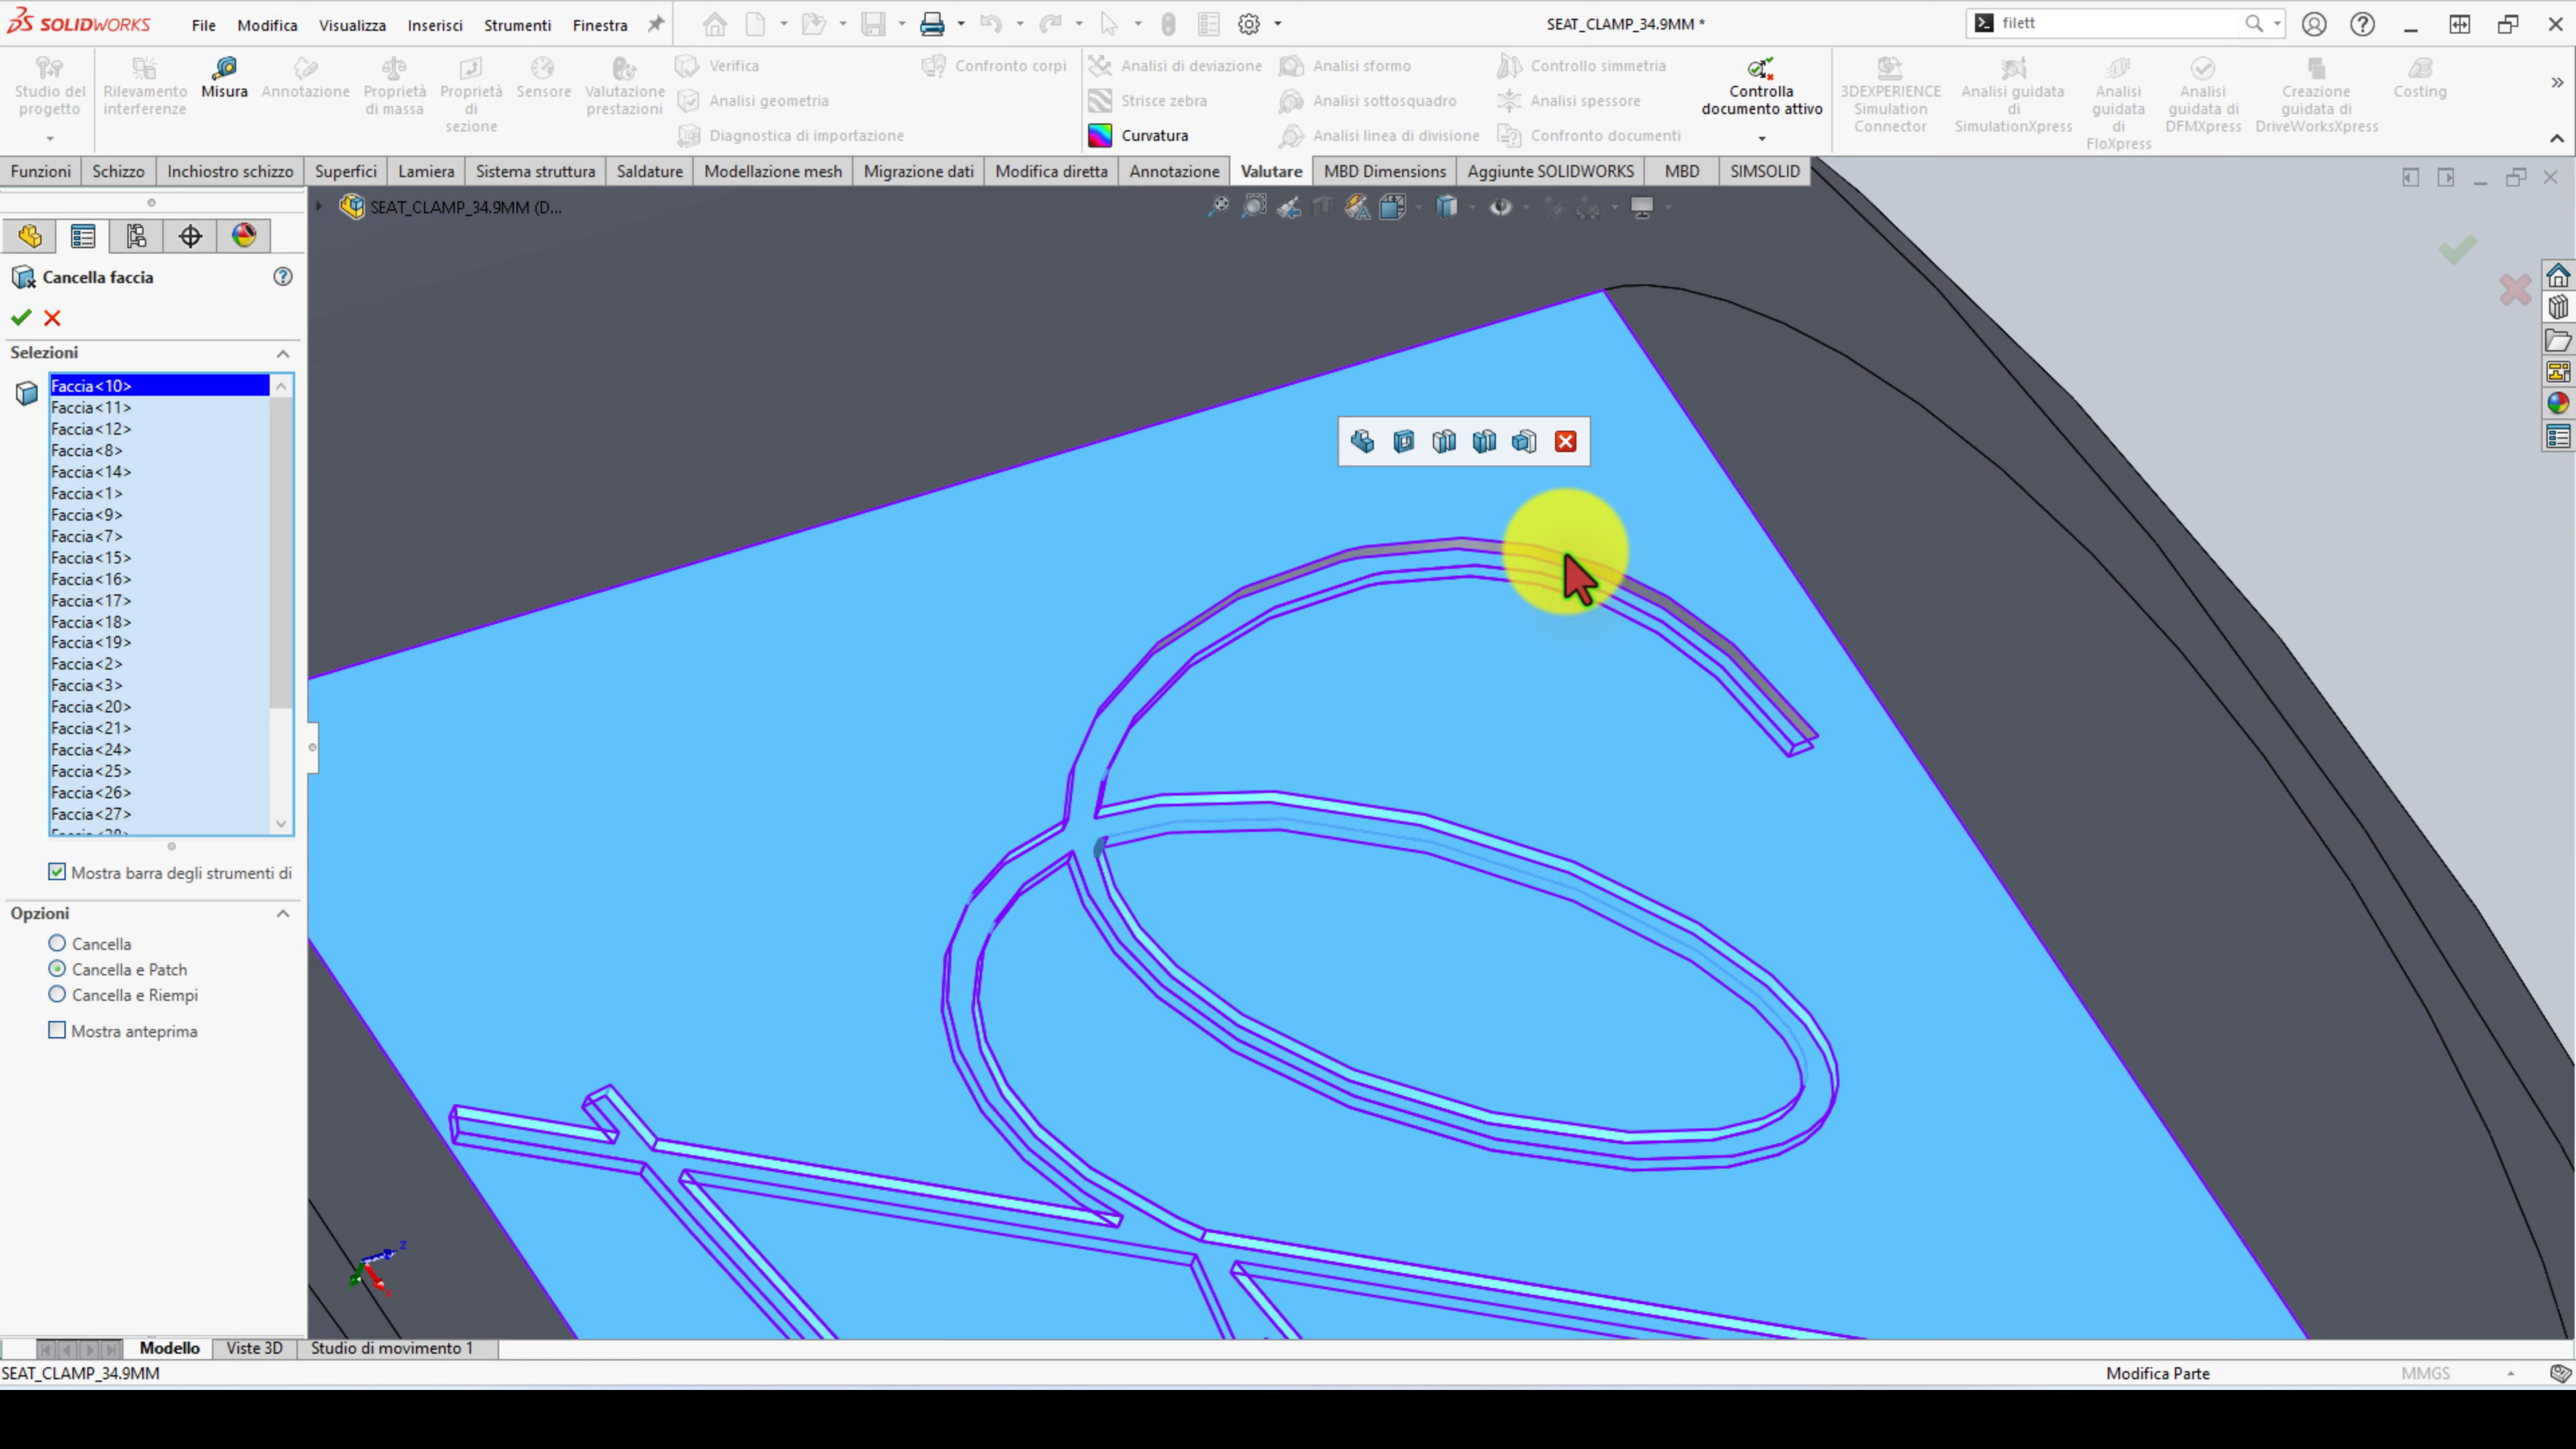 SOLIDWORKS
File Modifica Visualizza Inserisci Strumenti Finestra
SEAT_CLAMP_34.9MM *
filett
Studio del progetto
Rilevamento interferenze
Misura
Annotazione
Proprietà di massa
Proprietà di sezione
Sensore
Valutazione prestazioni
Verifica
Analisi geometria
Diagnostica di importazione
Confronto corpi
Analisi di deviazione
Strisce zebra
Curvatura
Analisi sformo
Analisi sottosquadro
Analisi linea di divisione
Controllo simmetria
Analisi spessore
Confronto documenti
Controlla documento attivo
3DEXPERIENCE Simulation Connector
Analisi guidata di SimulationXpress
Analisi guidata di FloXpress
Analisi guidata di DFMXpress
Creazione guidata di DriveWorksXpress
Costing
Funzioni Schizzo Inchiostro schizzo Superfici Lamiera Sistema struttura Saldature Modellazione mesh Migrazione dati Modifica diretta Annotazione Valutare MBD Dimensions Aggiunte SOLIDWORKS MBD SIMSOLID
SEAT_CLAMP_34.9MM (D...
Cancella faccia
Selezioni
Faccia<10>
Faccia<11>
Faccia<12>
Faccia<8>
Faccia<14>
Faccia<1>
Faccia<9>
Faccia<7>
Faccia<15>
Faccia<16>
Faccia<17>
Faccia<18>
Faccia<19>
Faccia<2>
Faccia<3>
Faccia<20>
Faccia<21>
Faccia<24>
Faccia<25>
Faccia<26>
Faccia<27>
Faccia<28>
Mostra barra degli strumenti di
Opzioni
Cancella
Cancella e Patch
Cancella e Riempi
Mostra anteprima
z
x
Modello Viste 3D Studio di movimento 1
SEAT_CLAMP_34.9MM
Modifica Parte
MMGS